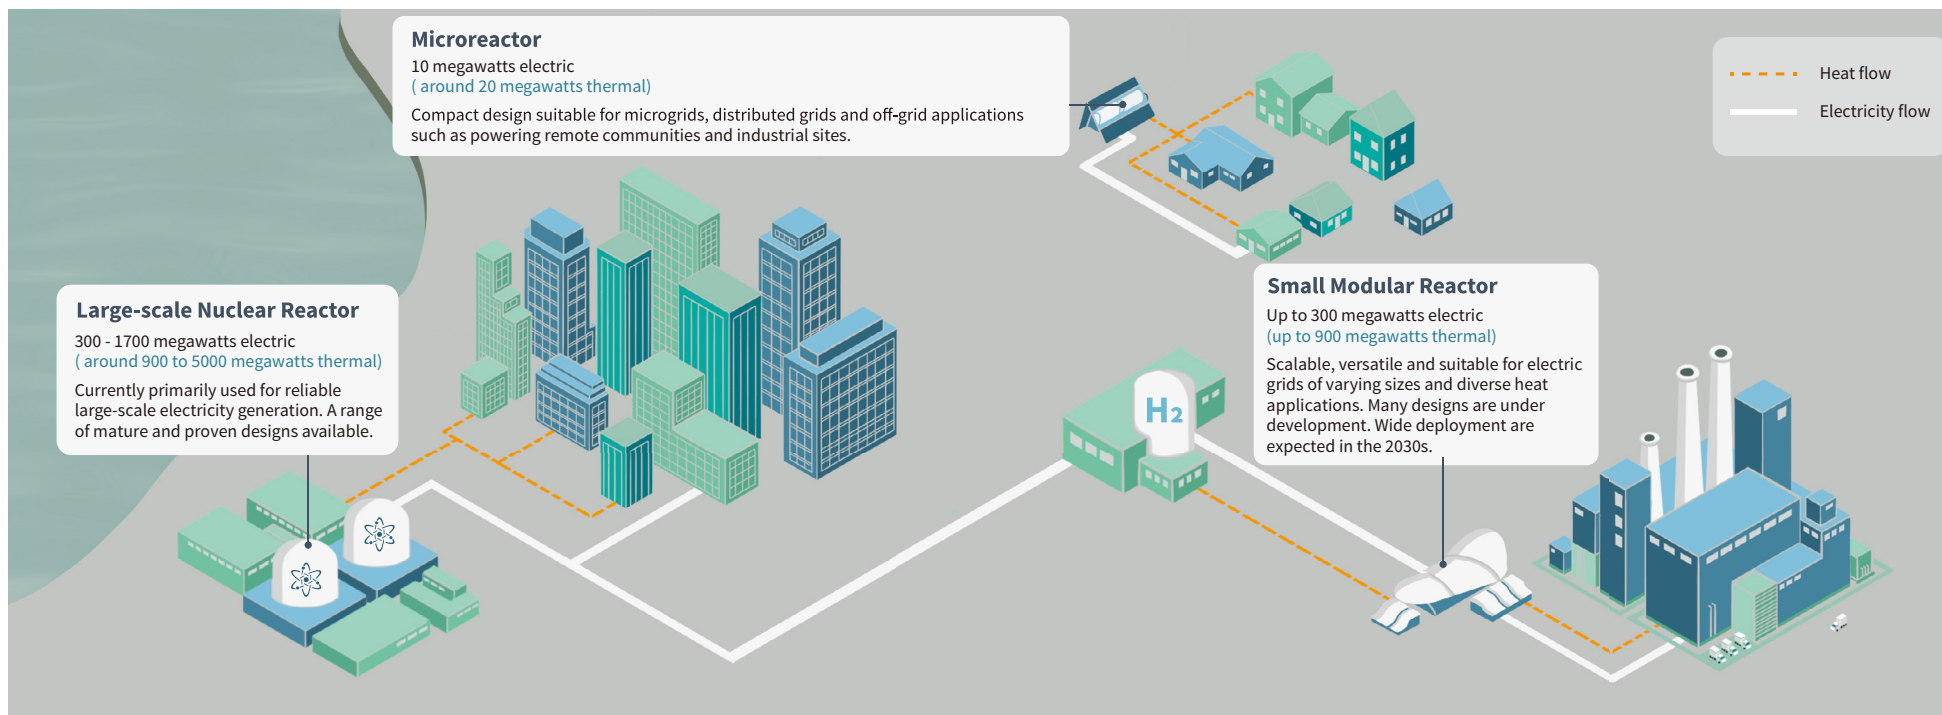 Microreactor
10 megawatts electric
( around 20 megawatts thermal)
Compact design suitable for microgrids, distributed grids and off-grid applications
such as powering remote communities and industrial sites.
Heat flow
Electricity flow
Large-scale Nuclear Reactor
300 - 1700 megawatts electric
( around 900 to 5000 megawatts thermal)
Currently primarily used for reliable
large-scale electricity generation. A range
of mature and proven designs available.
Small Modular Reactor
Up to 300 megawatts electric
(up to 900 megawatts thermal)
Scalable, versatile and suitable for electric
grids of varying sizes and diverse heat
applications. Many designs are under
development. Wide deployment are
expected in the 2030s.
H2